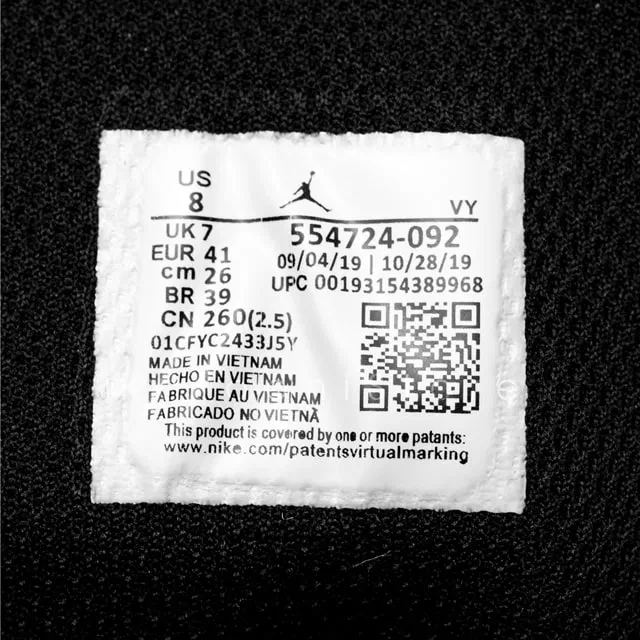 US
8
VY
UK 7
554724-092
EUR 41
09/04/19 | 10/28/19
cm 26
UPC 00193154389968
BR 39
CN 260(2.5)
01CFYC2433J5Y
MADE IN VIETNAM
HECHO EN VIETNAM
FABRIQUE AU VIETNAM
FABRICADO NO VIETNÃ
This product is covered by one or more patents:
www.nike.com/patentsvirtualmarking